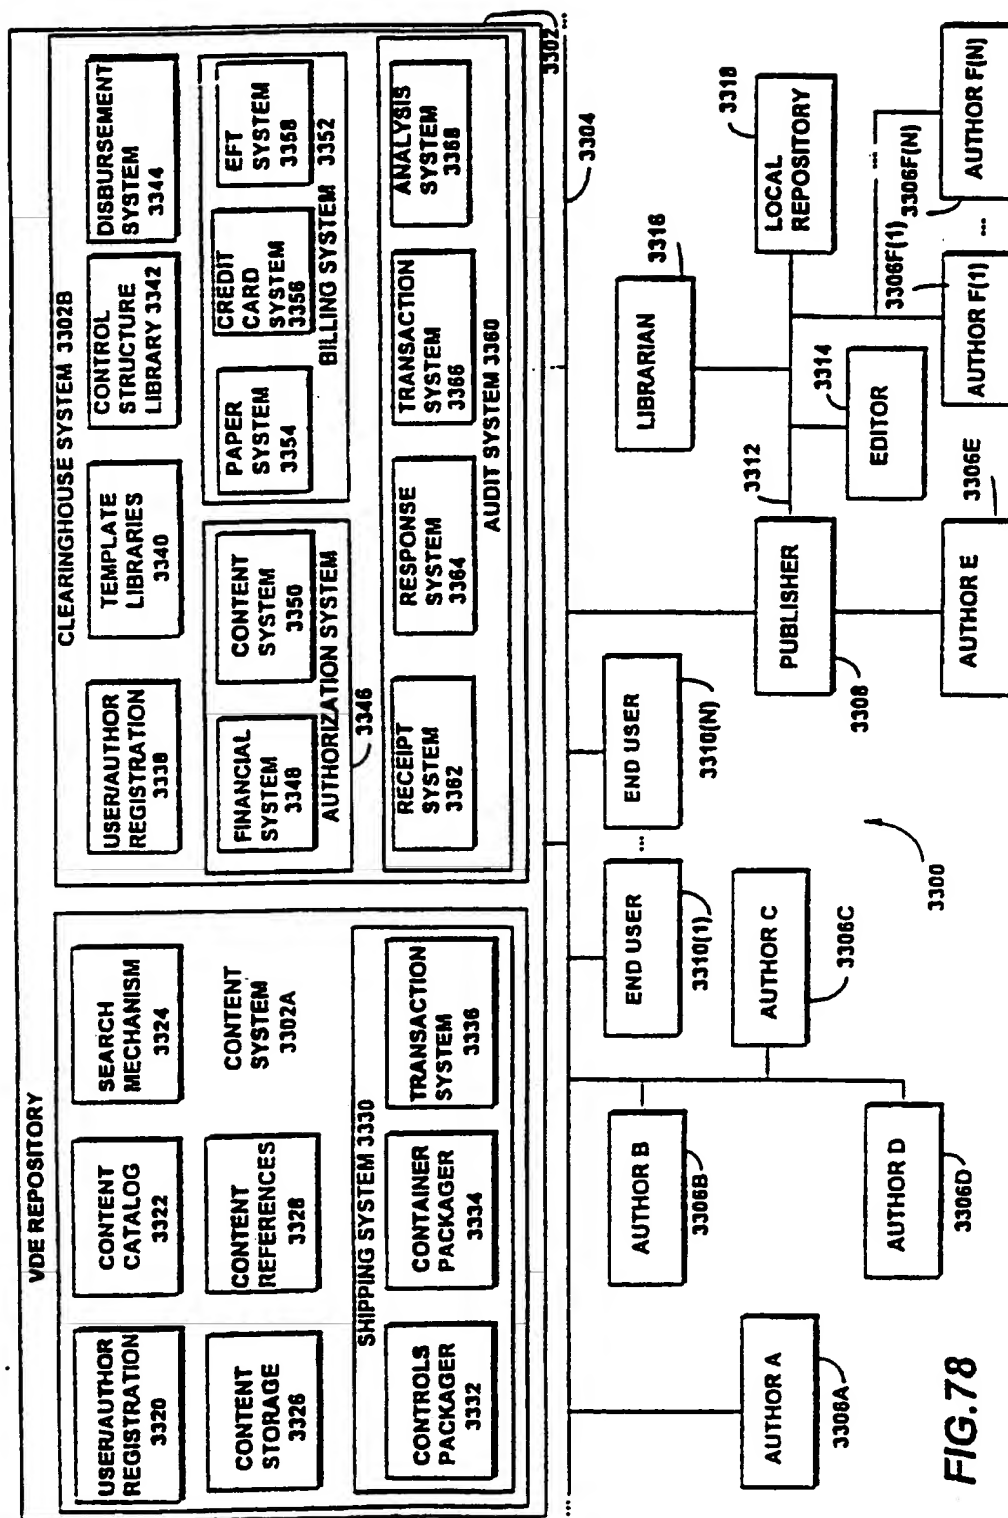 VDE REPOSITORY
USER/AUTHOR
REGISTRATION
3320
CONTENT
CATALOG
3322
SEARCH
MECHANISM
3324
CONTENT
STORAGE
3326
CONTENT
REFERENCES
3328
CONTENT
SYSTEM
3302A
SHIPPING SYSTEM 3330
CONTROLS
PACKAGER
3332
CONTAINER
PACKAGER
3334
TRANSACTION
SYSTEM
3336
CLEARINGHOUSE SYSTEM 3302B
USER/AUTHOR
REGISTRATION
3338
TEMPLATE
LIBRARIES
3340
CONTROL
STRUCTURE
LIBRARY 3342
DISBURSEMENT
SYSTEM
3344
FINANCIAL
SYSTEM
3348
CONTENT
SYSTEM
3350
AUTHORIZATION SYSTEM
3346
PAPER
SYSTEM
3354
CREDIT
CARD
SYSTEM
3356
EFT
SYSTEM
3358
BILLING SYSTEM 3352
RECEIPT
SYSTEM
3362
RESPONSE
SYSTEM
3364
TRANSACTION
SYSTEM
3366
ANALYSIS
SYSTEM
3368
AUDIT SYSTEM 3360
3302
...
...
3304
AUTHOR A
3306A
AUTHOR B
3306B
AUTHOR C
3306C
AUTHOR D
3306D
END USER
3310(1)
...
END USER
3310(N)
3300
PUBLISHER
3308
3312
AUTHOR E
3306E
EDITOR
3314
LIBRARIAN
3316
LOCAL
REPOSITORY
3318
3306F(1)
AUTHOR F(1)
...
...
3306F(N)
AUTHOR F(N)
FIG.78